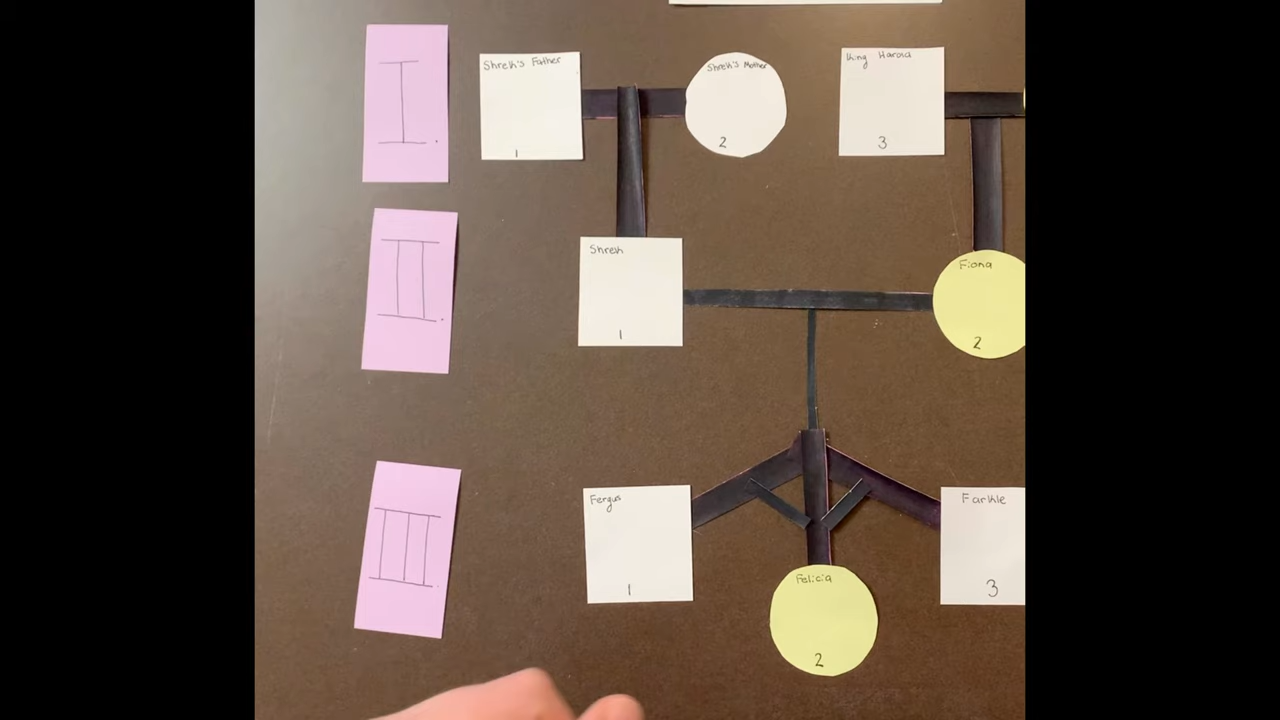 I.
Shrek's Father
1
Shrek's Mother
2
King Harold
3
II.
Shrek
1
Fiona
2
III.
Fergus
1
Felicia
2
Farkle
3